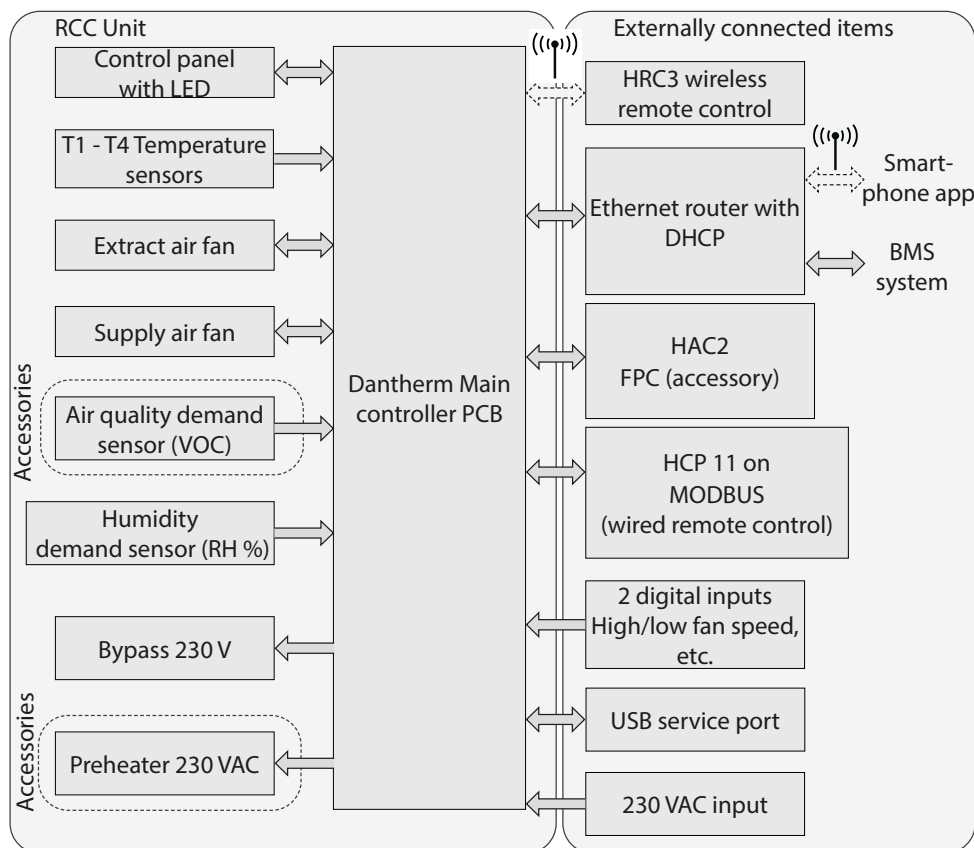 RCC Unit
Control panel
with LED
T1 - T4 Temperature
sensors
Extract air fan
Supply air fan
Accessories
Air quality demand
sensor (VOC)
Humidity
demand sensor (RH %)
Bypass 230 V
Accessories
Preheater 230 VAC
Dantherm Main
controller PCB
Externally connected items
HRC3 wireless
remote control
Ethernet router with
DHCP
Smart-
phone app
BMS
system
HAC2
FPC (accessory)
HCP 11 on
MODBUS
(wired remote control)
2 digital inputs
High/low fan speed,
etc.
USB service port
230 VAC input